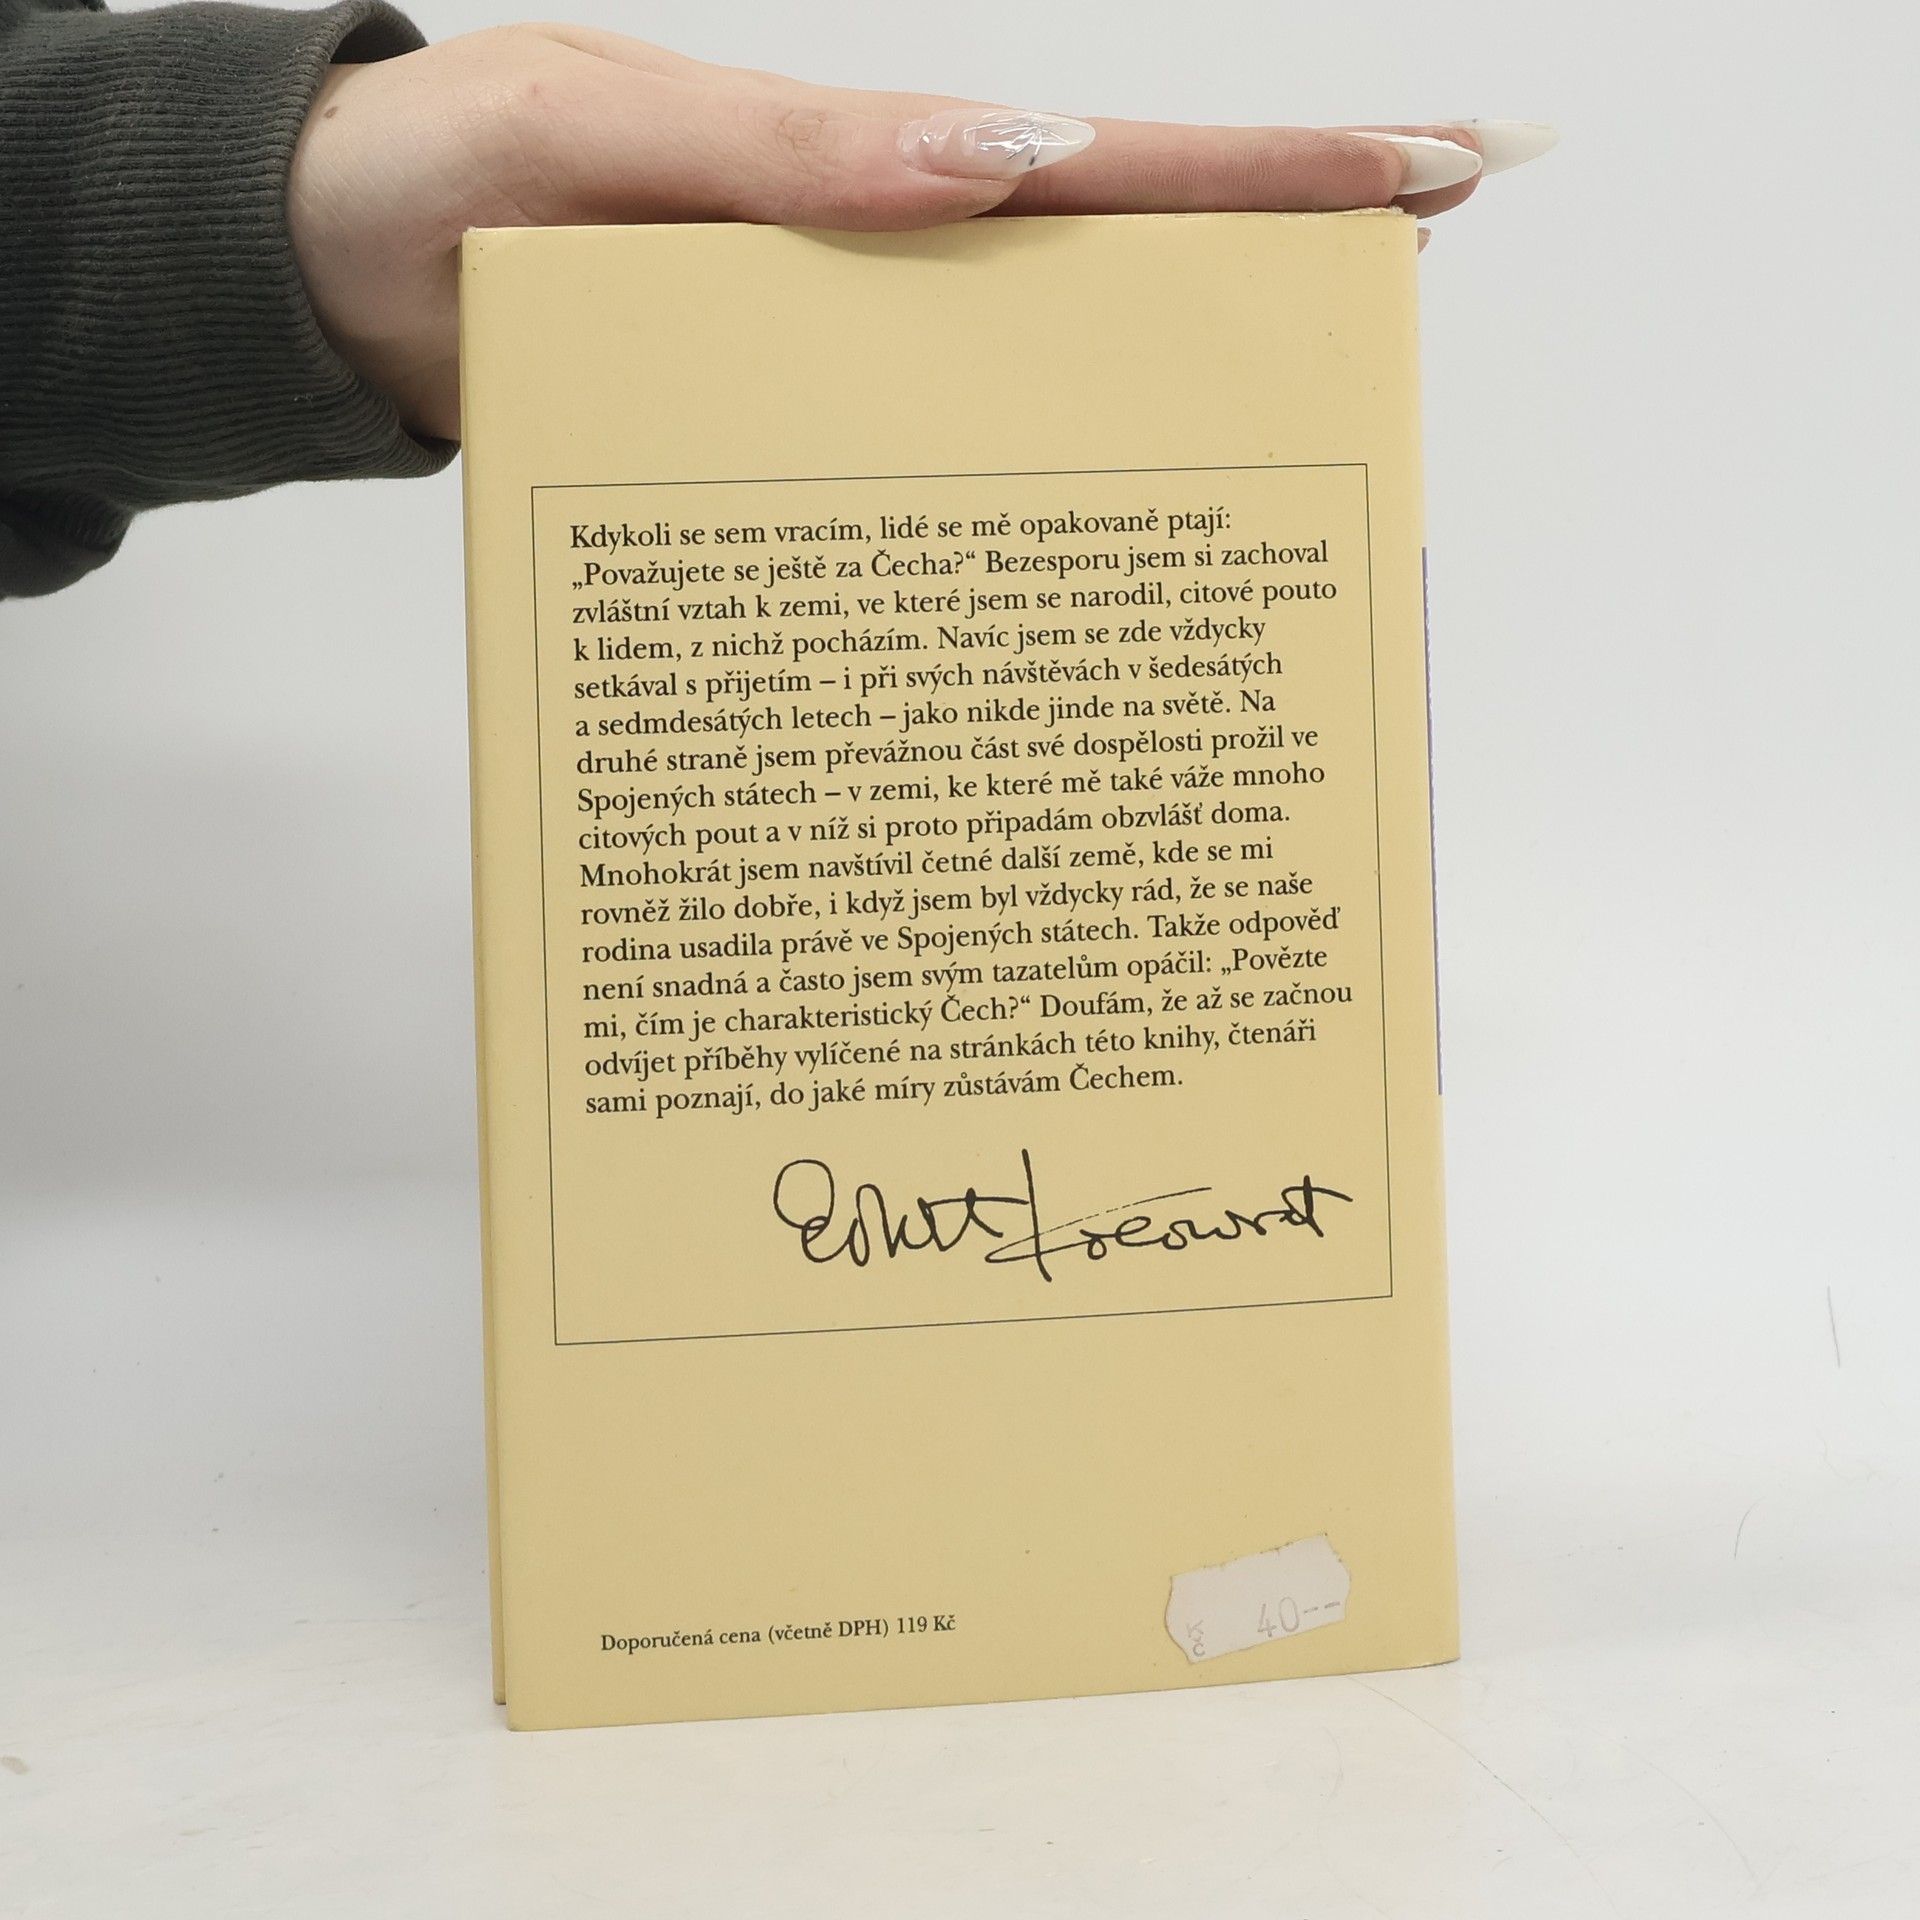 Kdykoli se sem vracím, lidé se mě opakovaně ptají:
„Považujete se ještě za Čecha?“ Bezesporu jsem si zachoval
zvláštní vztah k zemi, ve které jsem se narodil, citové pouto
k lidem, z nichž pocházím. Navíc jsem se zde vždycky
setkával s přijetím – i při svých návštěvách v šedesátých
a sedmdesátých letech – jako nikde jinde na světě. Na
druhé straně jsem převážnou část své dospělosti prožil ve
Spojených státech – v zemi, ke které mě také váže mnoho
citových pout a v níž si proto připadám obzvlášť doma.
Mnohokrát jsem navštívil četné další země, kde se mi
rovněž žilo dobře, i když jsem byl vždycky rád, že se naše
rodina usadila právě ve Spojených státech. Takže odpověď
není snadná a často jsem svým tazatelům opáčil: „Povězte
mi, čím je charakteristický Čech?“ Doufám, že až se začnou
odvíjet příběhy vylíčené na stránkách této knihy, čtenáři
sami poznají, do jaké míry zůstávám Čechem.
Doporučená cena (včetně DPH) 119 Kč
Kč 40--